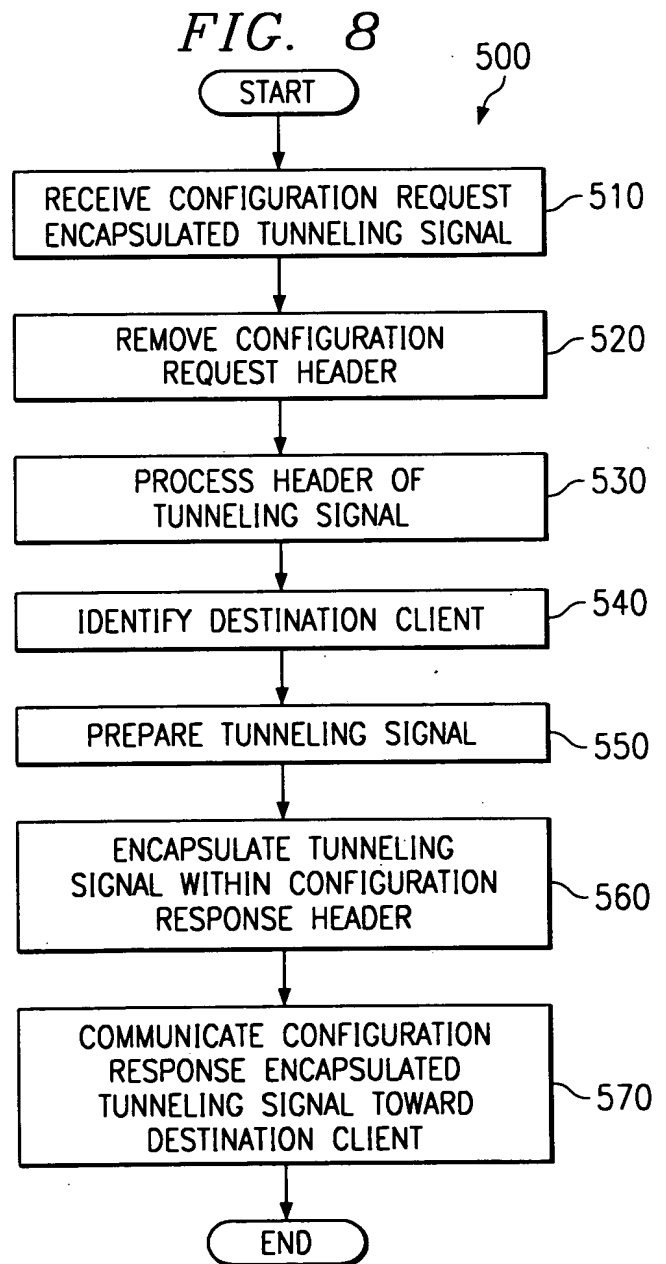 FIG. 8
500
START
RECEIVE CONFIGURATION REQUEST
ENCAPSULATED TUNNELING SIGNAL
510
REMOVE CONFIGURATION
REQUEST HEADER
520
PROCESS HEADER OF
TUNNELING SIGNAL
530
IDENTIFY DESTINATION CLIENT
540
PREPARE TUNNELING SIGNAL
550
ENCAPSULATE TUNNELING
SIGNAL WITHIN CONFIGURATION
RESPONSE HEADER
560
COMMUNICATE CONFIGURATION
RESPONSE ENCAPSULATED
TUNNELING SIGNAL TOWARD
DESTINATION CLIENT
570
END